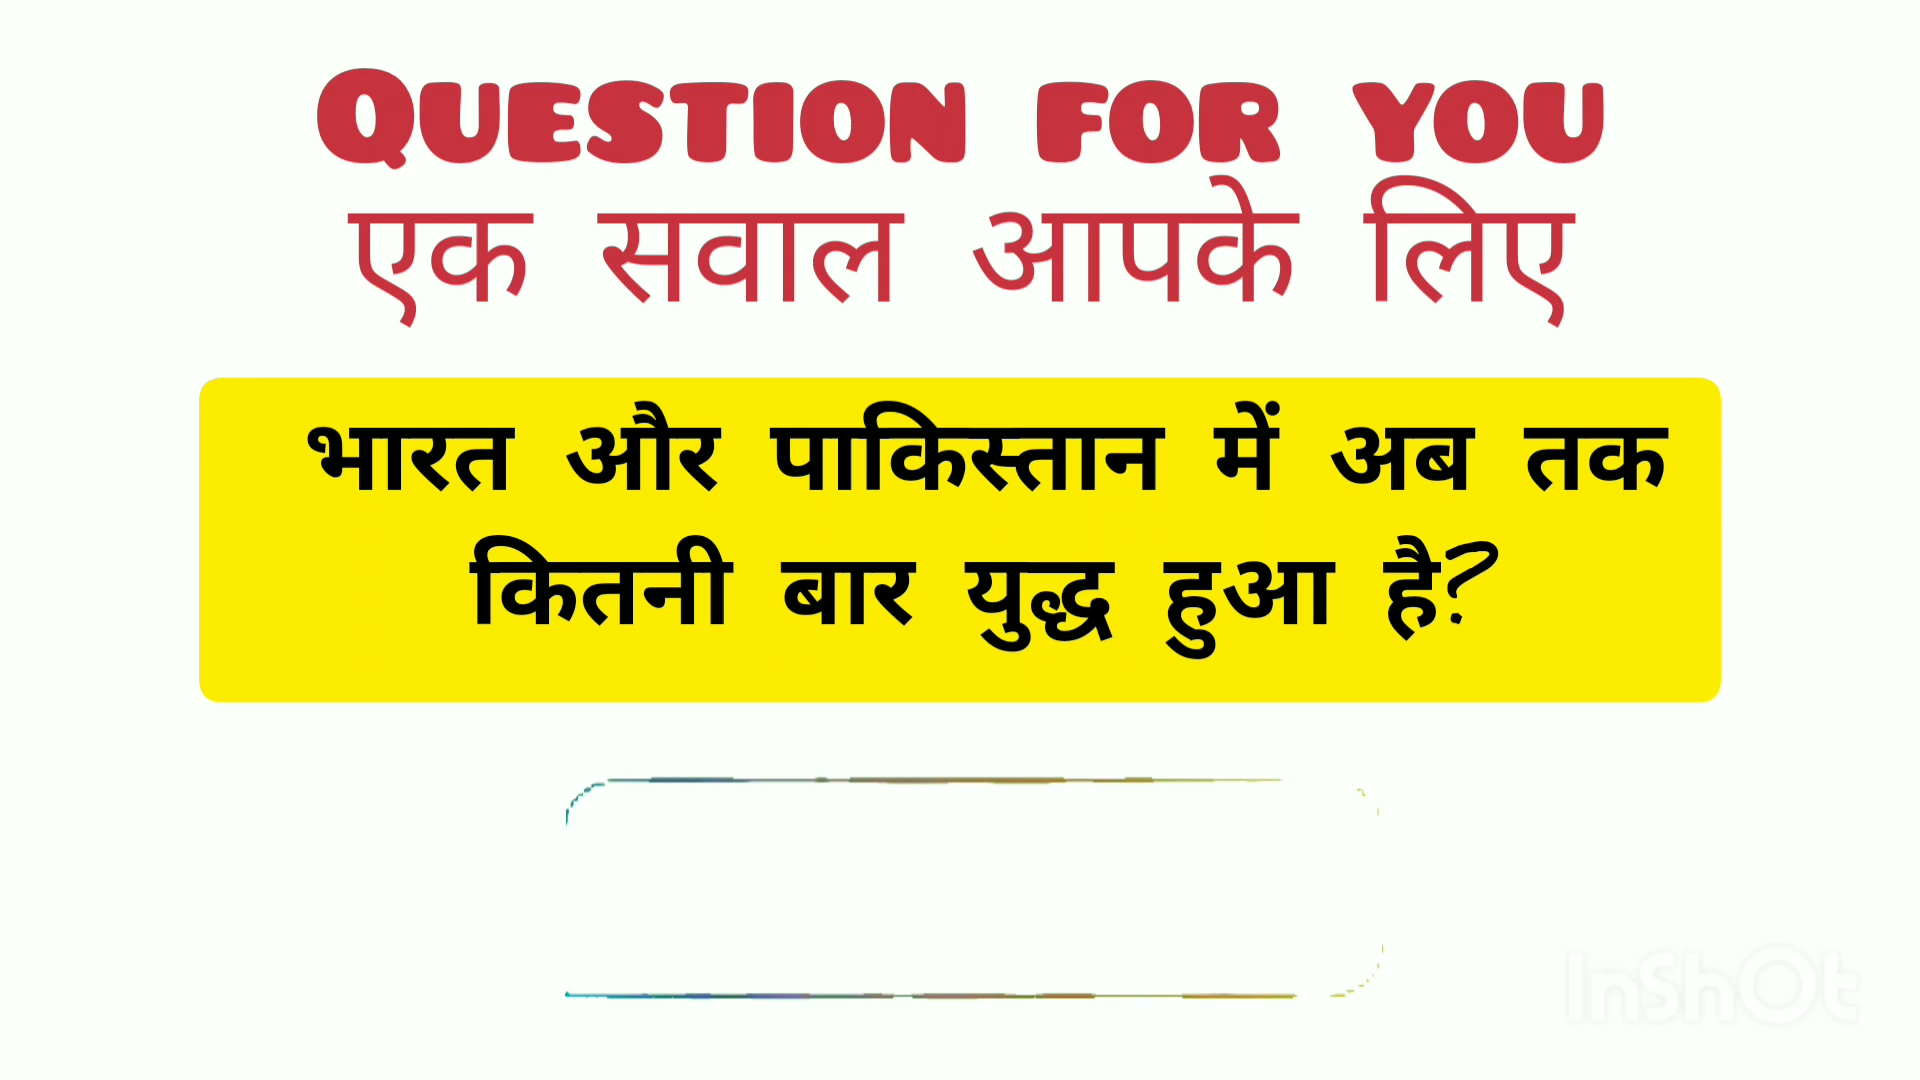 Question for you
एक सवाल आपके लिए
भारत और पाकिस्तान में अब तक
कितनी बार युद्ध हुआ है?
InShOt